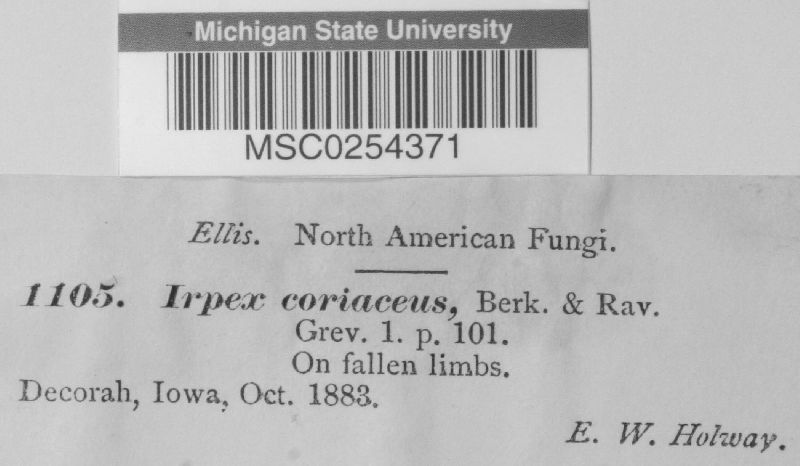 Michigan State University
MSC0254371
Ellis. North American Fungi.
1105. Irpex coriaceus, Berk. & Rav.
Grev. 1. p. 101.
On fallen limbs.
Decorah, Iowa, Oct. 1883.
E. W. Holway.